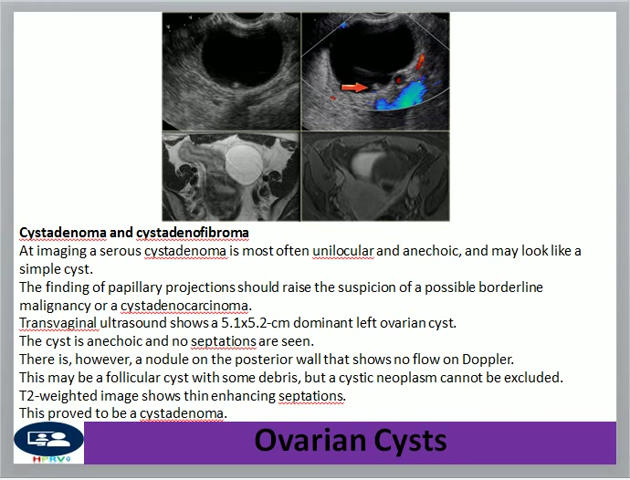 Cystadenoma and cystadenofibroma
At imaging a serous cystadenoma is most often unilocular and anechoic, and may look like a
simple cyst.
The finding of papillary projections should raise the suspicion of a possible borderline
malignancy or a cystadenocarcinoma.
Transvaginal ultrasound shows a 5.1x5.2-cm dominant left ovarian cyst.
The cyst is anechoic and no septations are seen.
There is, however, a nodule on the posterior wall that shows no flow on Doppler.
This may be a follicular cyst with some debris, but a cystic neoplasm cannot be excluded.
T2-weighted image shows thin enhancing septations.
This proved to be a cystadenoma.
Ovarian Cysts
HPRV